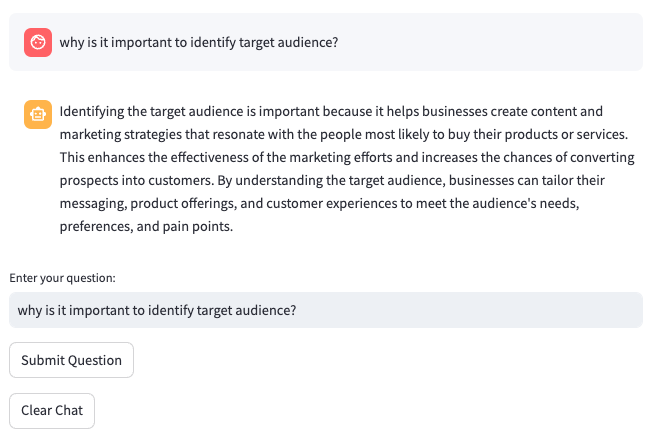 why is it important to identify target audience?
Identifying the target audience is important because it helps businesses create content and
marketing strategies that resonate with the people most likely to buy their products or services.
This enhances the effectiveness of the marketing efforts and increases the chances of converting
prospects into customers. By understanding the target audience, businesses can tailor their
messaging, product offerings, and customer experiences to meet the audience's needs,
preferences, and pain points.
Enter your question:
why is it important to identify target audience?
Submit Question
Clear Chat